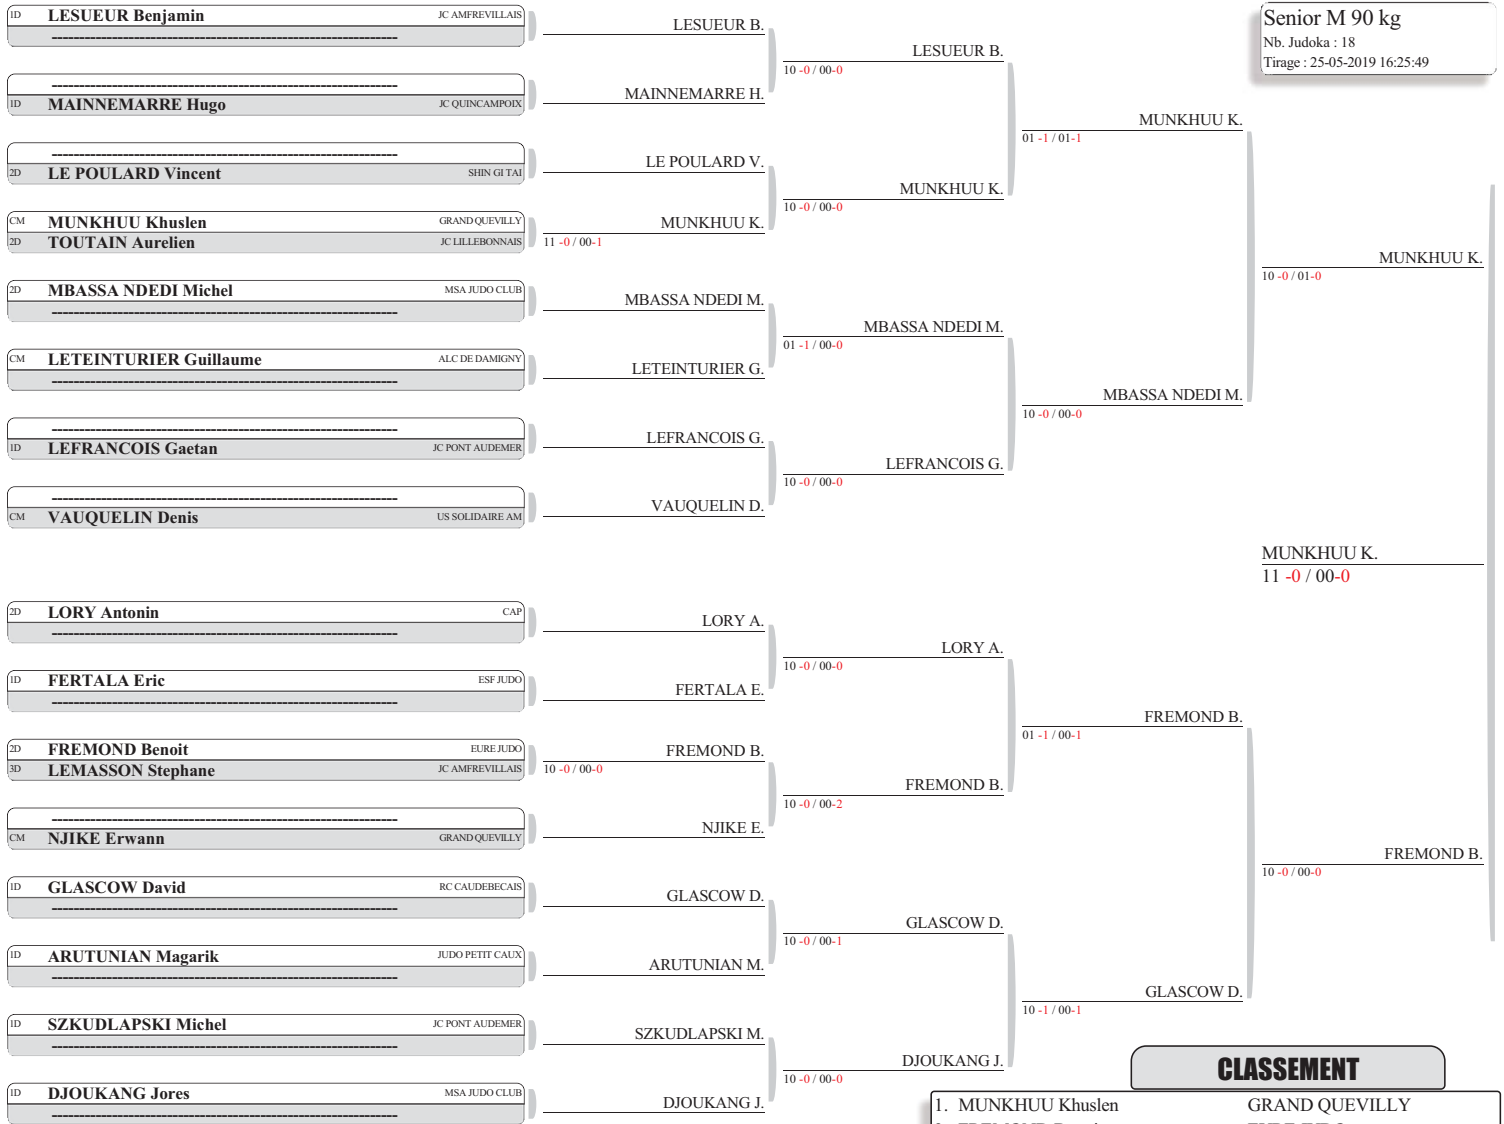 Senior M 90 kg
Nb. Judoka : 18
Tirage : 25-05-2019 16:25:49
1D LESUEUR Benjamin JC AMFREVILLAIS
1D MAINNEMARRE Hugo JC QUINCAMPOIX
2D LE POULARD Vincent SHIN GI TAI
CM MUNKHUU Khuslen GRAND QUEVILLY
2D TOUTAIN Aurelien JC LILLEBONNAIS
2D MBASSA NDEDI Michel MSA JUDO CLUB
CM LETEINTURIER Guillaume ALC DE DAMIGNY
1D LEFRANCOIS Gaetan JC PONT AUDEMER
CM VAUQUELIN Denis US SOLIDAIRE AM
2D LORY Antonin CAP
1D FERTALA Eric ESF JUDO
2D FREMOND Benoit EURE JUDO
3D LEMASSON Stephane JC AMFREVILLAIS
CM NJIKE Erwann GRAND QUEVILLY
1D GLASCOW David RC CAUDEBECAIS
1D ARUTUNIAN Magarik JUDO PETIT CAUX
1D SZKUDLAPSKI Michel JC PONT AUDEMER
1D DJOUKANG Jores MSA JUDO CLUB
LESUEUR B.
MAINNEMARRE H.
LE POULARD V.
MUNKHUU K.
11 -0 / 00-1
MBASSA NDEDI M.
LETEINTURIER G.
LEFRANCOIS G.
VAUQUELIN D.
LORY A.
FERTALA E.
FREMOND B.
10 -0 / 00-0
NJIKE E.
GLASCOW D.
ARUTUNIAN M.
SZKUDLAPSKI M.
DJOUKANG J.
LESUEUR B.
10 -0 / 00-0
MUNKHUU K.
10 -0 / 00-0
MBASSA NDEDI M.
01 -1 / 00-0
LEFRANCOIS G.
10 -0 / 00-0
LORY A.
10 -0 / 00-0
FREMOND B.
10 -0 / 00-2
GLASCOW D.
10 -0 / 00-1
DJOUKANG J.
10 -0 / 00-0
MUNKHUU K.
01 -1 / 01-1
MBASSA NDEDI M.
10 -0 / 00-0
FREMOND B.
01 -1 / 00-1
GLASCOW D.
10 -1 / 00-1
MUNKHUU K.
10 -0 / 01-0
FREMOND B.
10 -0 / 00-0
MUNKHUU K.
11 -0 / 00-0
CLASSEMENT
1. MUNKHUU Khuslen GRAND QUEVILLY